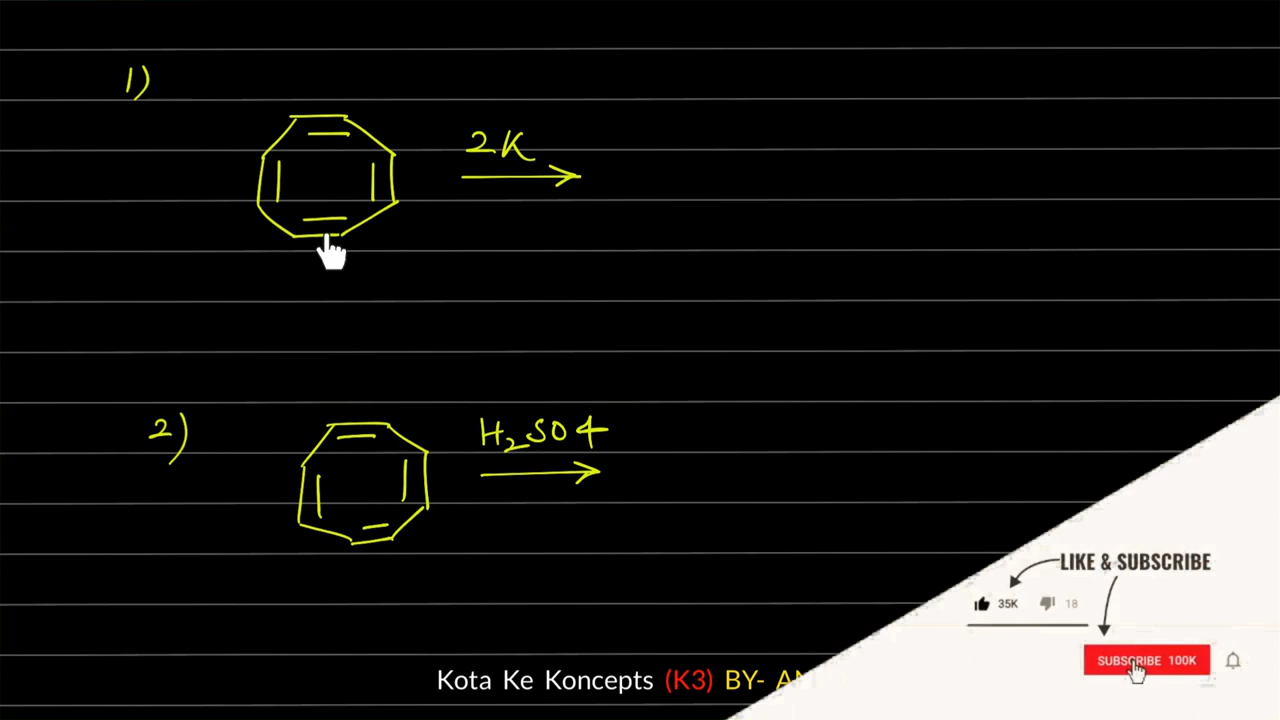 1)
2K
2)
H₂SO4
LIKE & SUBSCRIBE
35K 18
SUBSCRIBE 100K
Kota Ke Koncepts (K3) BY-